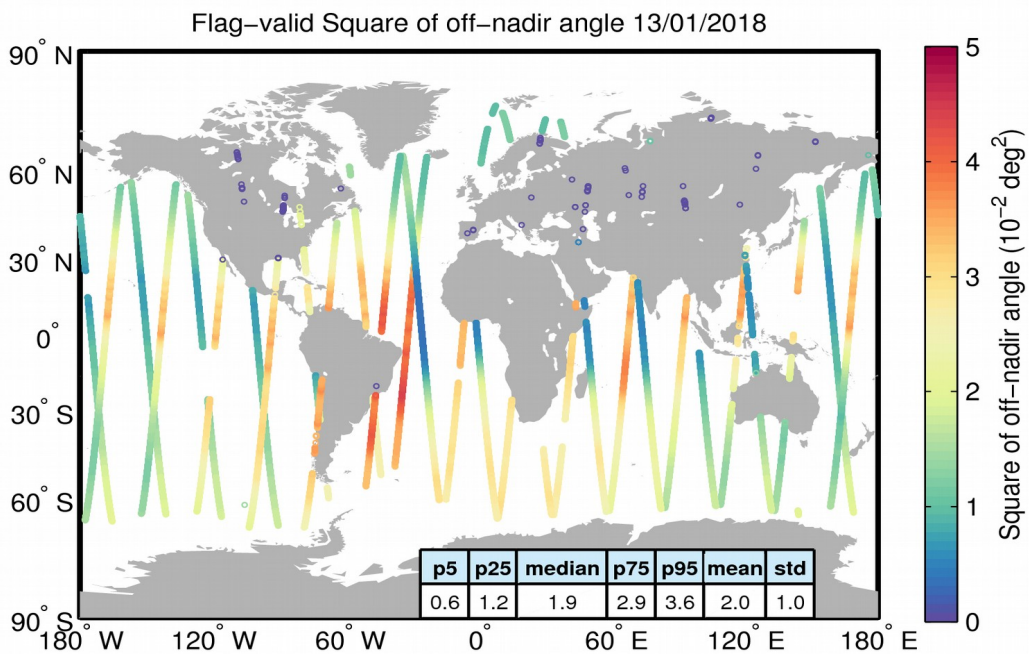 Flag−valid Square of off−nadir angle 13/01/2018
90° N
60° N
30° N
0°
30° S
60° S
90° S
180° W
120° W
60° W
0°
60° E
120° E
180° E
p5 p25 median p75 p95 mean std
0.6 1.2 1.9 2.9 3.6 2.0 1.0
5
4
3
2
1
0
Square of off−nadir angle (10⁻² deg²)